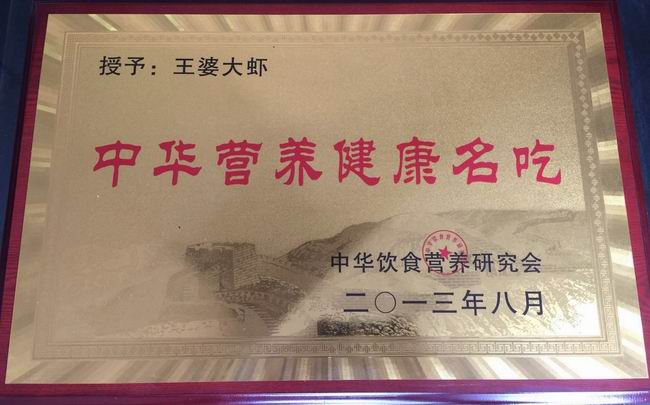 授予：王婆大虾
中华营养健康名吃
中华饮食营养研究会
二〇一三年八月